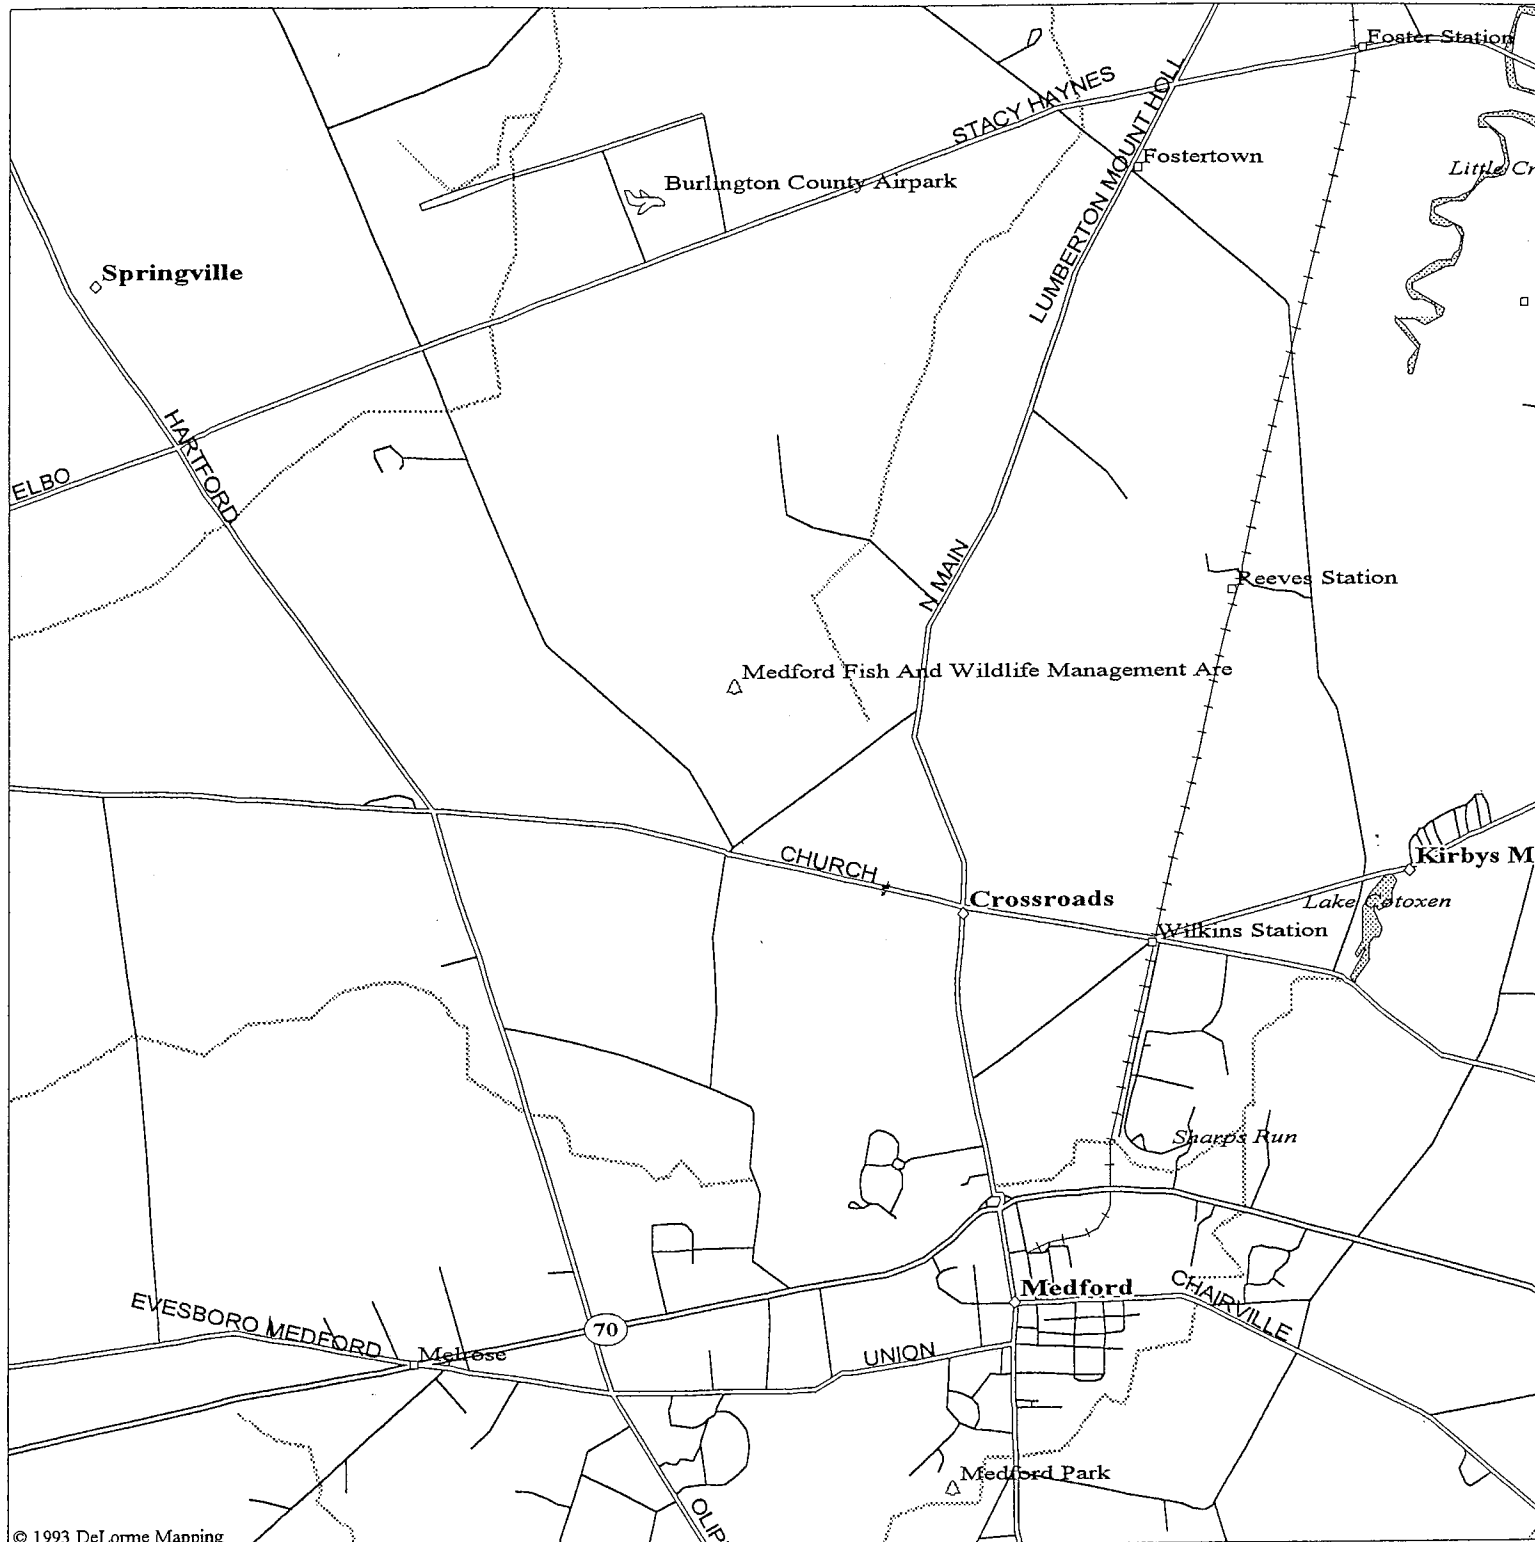 Foster Station
STACY HAYNES
LUMBERTON MOUNT HOLL
Fostertown
Little Cr
Burlington County Airpark
Springville
HARTFORD
ELBO
N MAIN
Reeves Station
Medford Fish And Wildlife Management Are
CHURCH
Kirbys M
Crossroads
Lake Cotoxen
Wilkins Station
Sharps Run
Medford
CHAIRVILLE
EVESBORO MEDFORD
70
Melrose
UNION
Medford Park
OLIP
© 1993 DeLorme Mapping